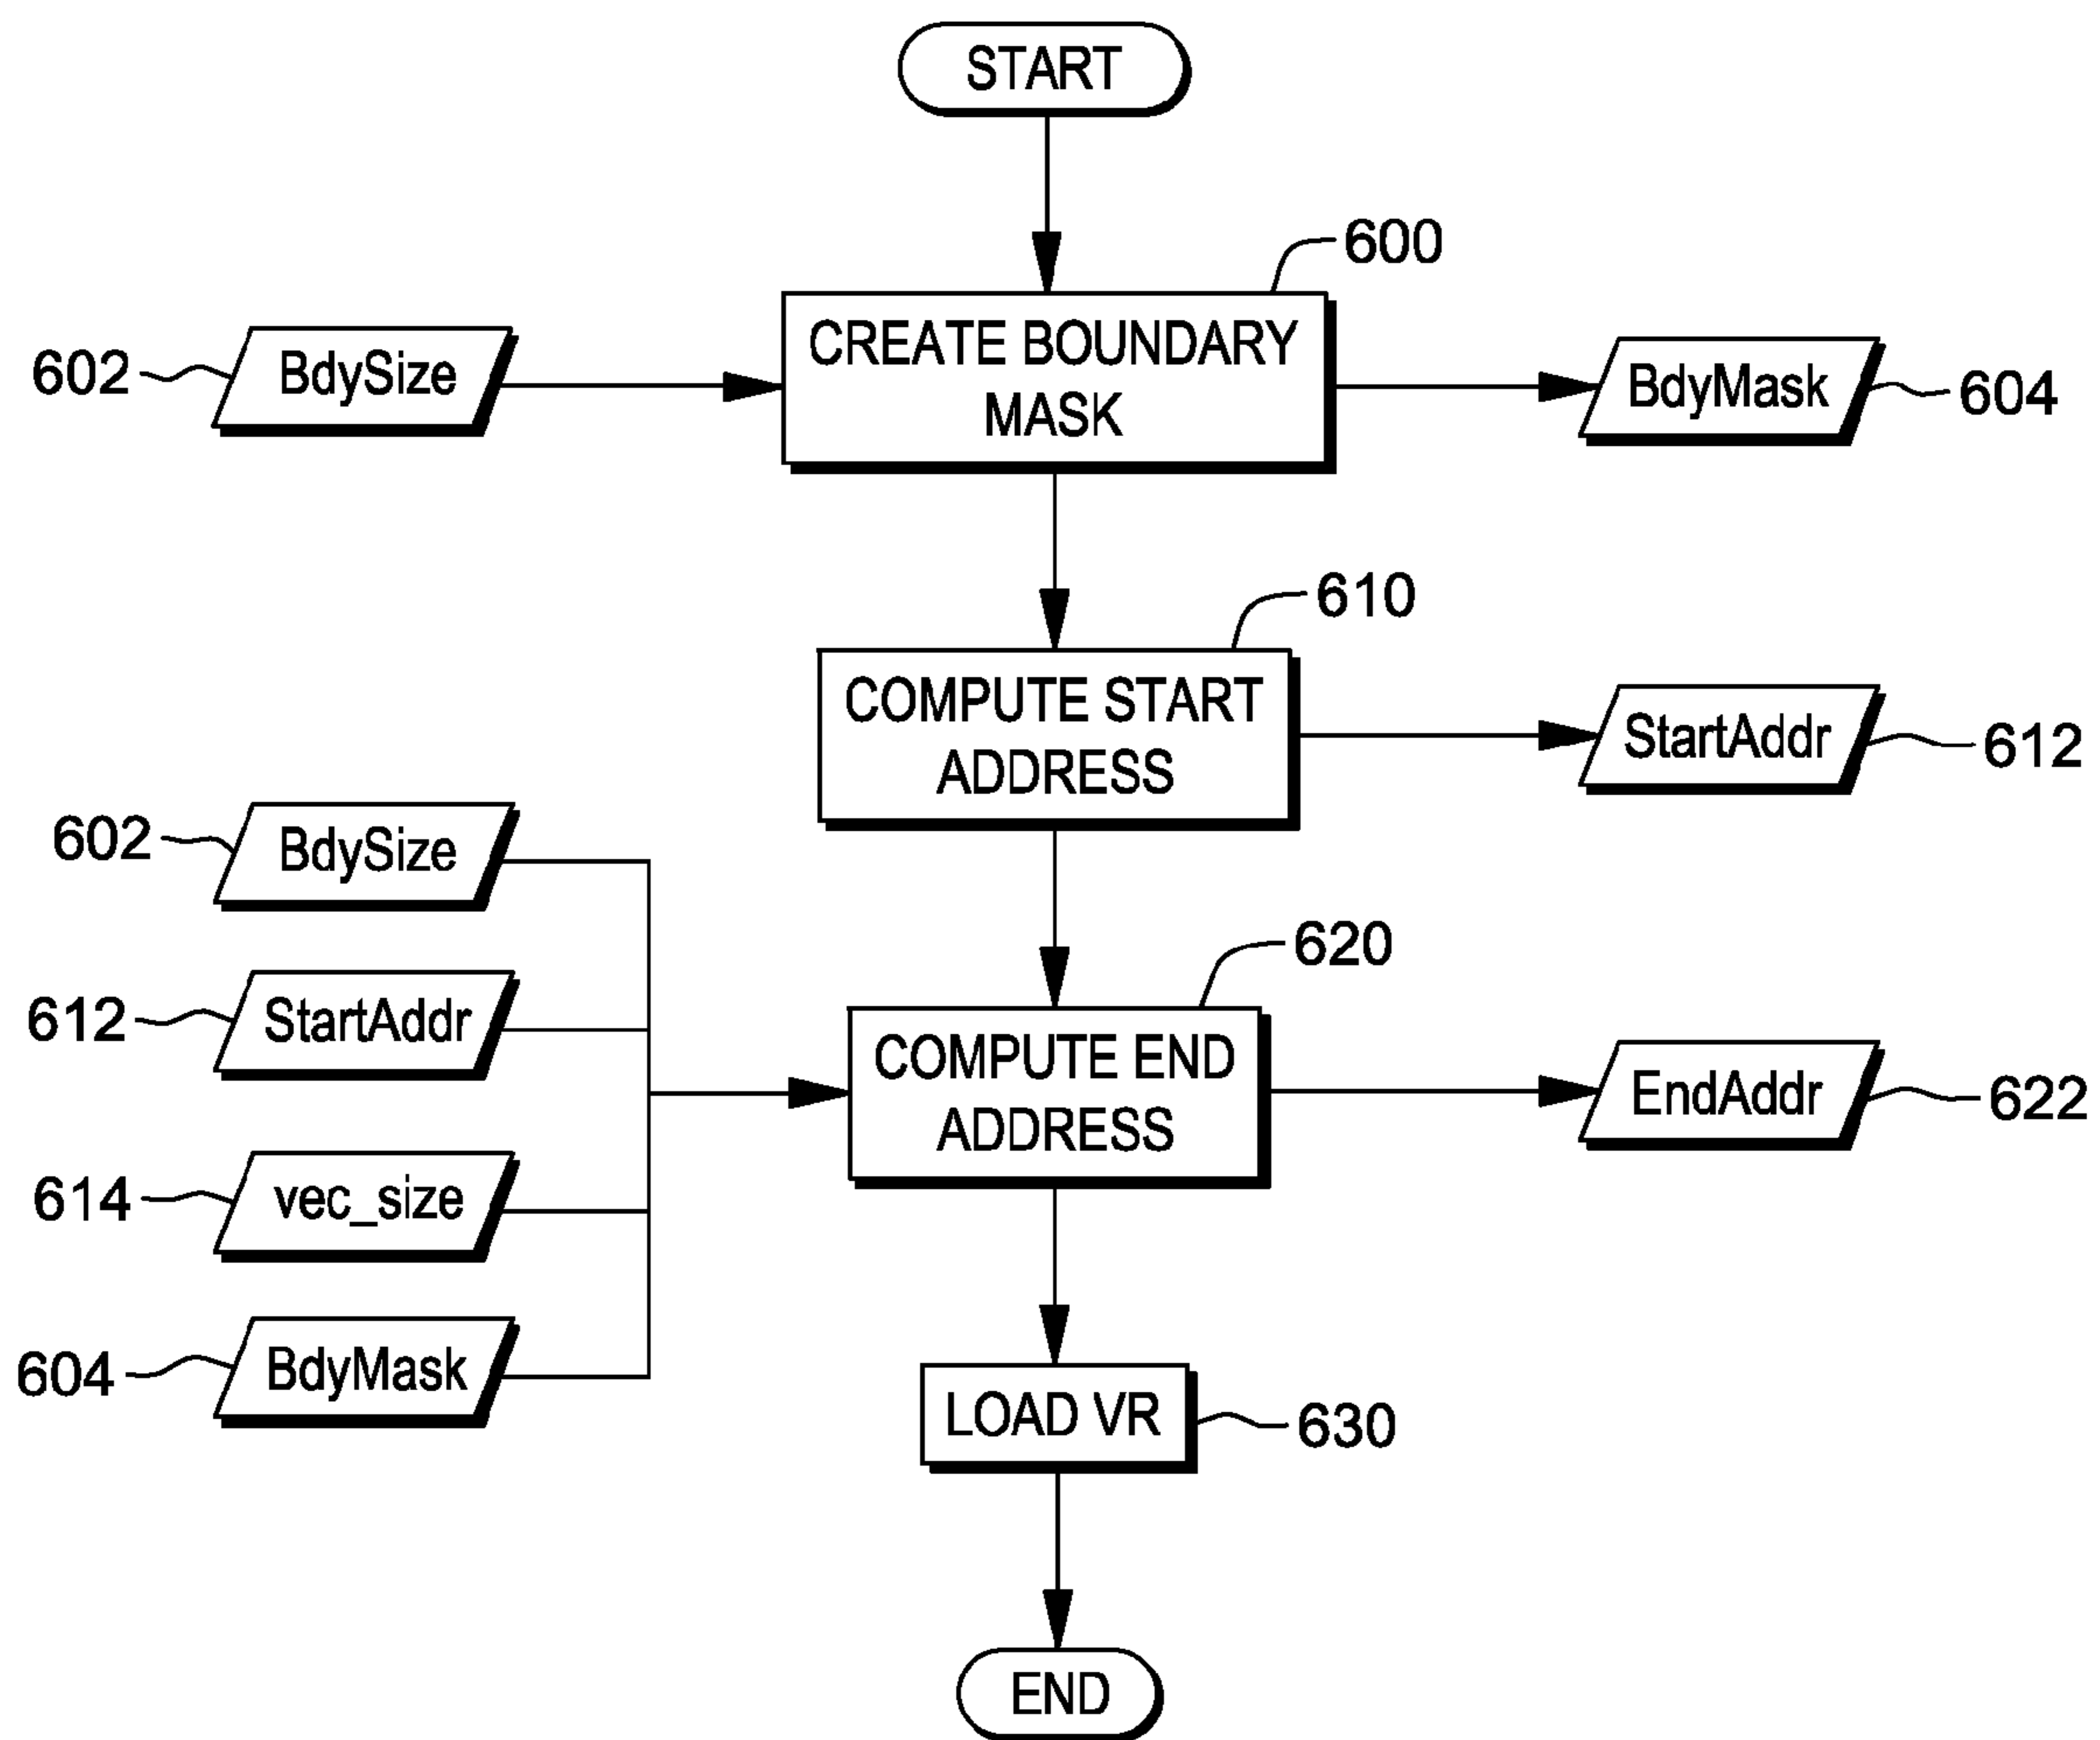 START
600
602
BdySize
CREATE BOUNDARY
MASK
BdyMask
604
610
COMPUTE START
ADDRESS
StartAddr
612
602
BdySize
620
612
StartAddr
COMPUTE END
ADDRESS
EndAddr
622
614
vec_size
604
BdyMask
LOAD VR
630
END